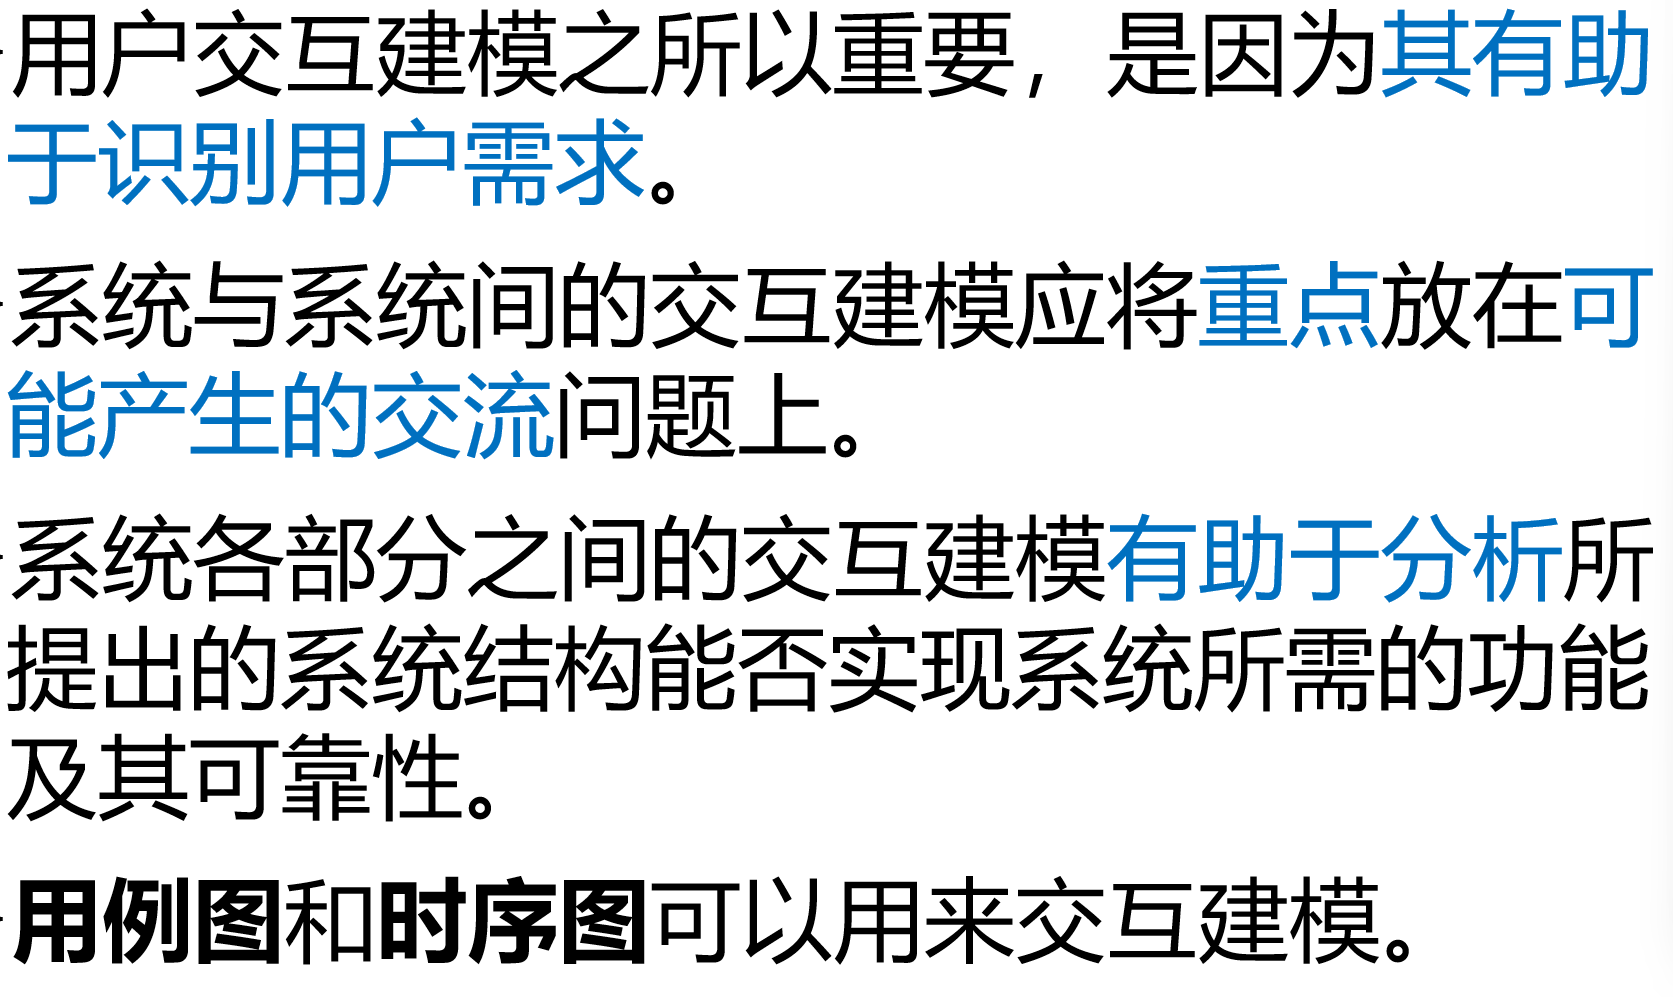 用户交互建模之所以重要，是因为其有助
于识别用户需求。
系统与系统间的交互建模应将重点放在可
能产生的交流问题上。
系统各部分之间的交互建模有助于分析所
提出的系统结构能否实现系统所需的功能
及其可靠性。
用例图和时序图可以用来交互建模。